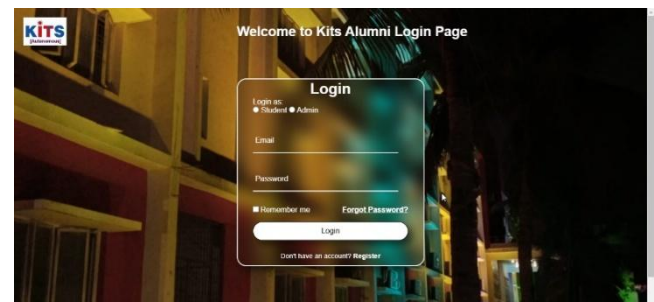 KiTS
Welcome to Kits Alumni Login Page
Login
Login as:
Student Admin
Email
Password
Remember me Forgot Password?
Login
Don't have an account? Register